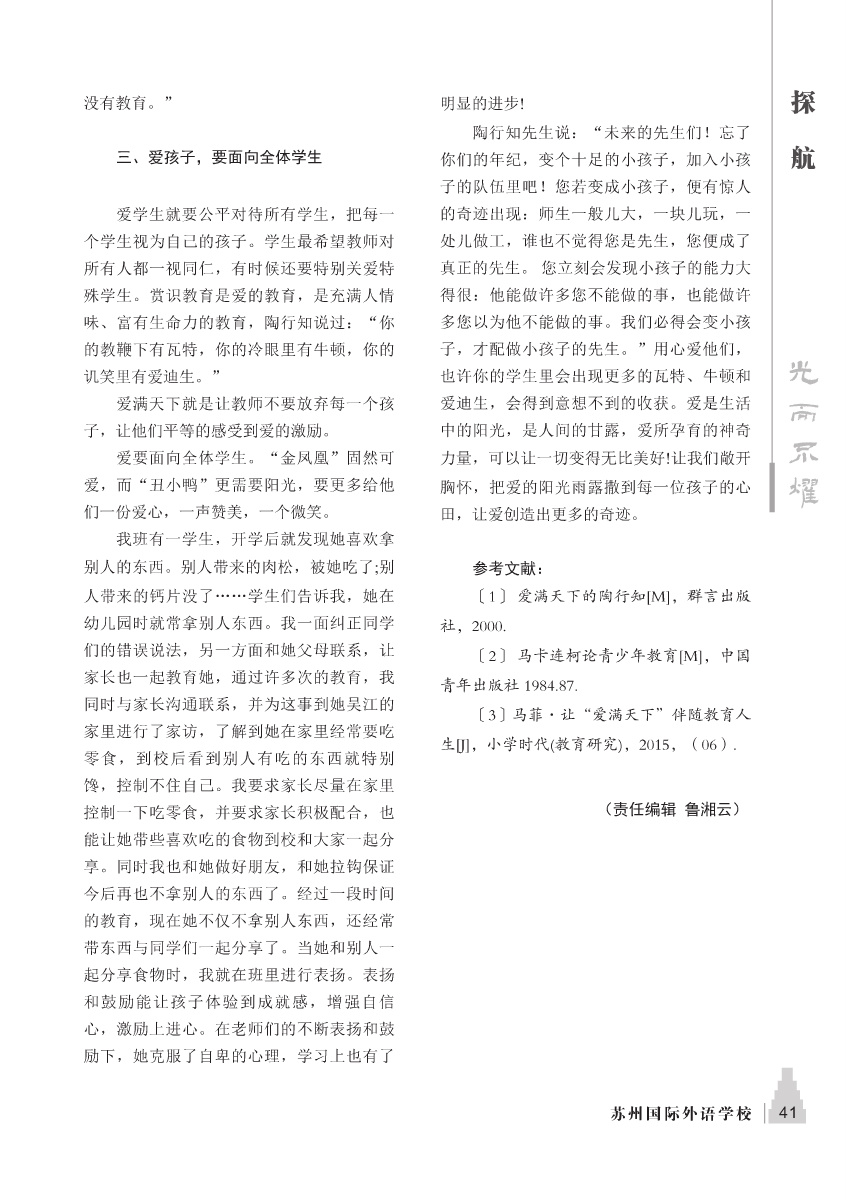 没有教育。”
三、爱孩子，要面向全体学生
爱学生就要公平对待所有学生，把每一
个学生视为自己的孩子。学生最希望教师对
所有人都一视同仁，有时候还要特别关爱特
殊学生。赏识教育是爱的教育，是充满人情
味、富有生命力的教育，陶行知说过：“你
的教鞭下有瓦特，你的冷眼里有牛顿，你的
讥笑里有爱迪生。”
爱满天下就是让教师不要放弃每一个孩
子，让他们平等的感受到爱的激励。
爱要面向全体学生。“金凤凰”固然可
爱，而“丑小鸭”更需要阳光，要更多给他
们一份爱心，一声赞美，一个微笑。
我班有一学生，开学后就发现她喜欢拿
别人的东西。别人带来的肉松，被她吃了;别
人带来的钙片没了……学生们告诉我，她在
幼儿园时就常拿别人东西。我一面纠正同学
们的错误说法，另一方面和她父母联系，让
家长也一起教育她，通过许多次的教育，我
同时与家长沟通联系，并为这事到她吴江的
家里进行了家访，了解到她在家里经常要吃
零食，到校后看到别人有吃的东西就特别
馋，控制不住自己。我要求家长尽量在家里
控制一下吃零食，并要求家长积极配合，也
能让她带些喜欢吃的食物到校和大家一起分
享。同时我也和她做好朋友，和她拉钩保证
今后再也不拿别人的东西了。经过一段时间
的教育，现在她不仅不拿别人东西，还经常
带东西与同学们一起分享了。当她和别人一
起分享食物时，我就在班里进行表扬。表扬
和鼓励能让孩子体验到成就感，增强自信
心，激励上进心。在老师们的不断表扬和鼓
励下，她克服了自卑的心理，学习上也有了
明显的进步!
陶行知先生说：“未来的先生们！忘了
你们的年纪，变个十足的小孩子，加入小孩
子的队伍里吧！您若变成小孩子，便有惊人
的奇迹出现：师生一般儿大，一块儿玩，一
处儿做工，谁也不觉得您是先生，您便成了
真正的先生。 您立刻会发现小孩子的能力大
得很：他能做许多您不能做的事，也能做许
多您以为他不能做的事。我们必得会变小孩
子，才配做小孩子的先生。”用心爱他们，
也许你的学生里会出现更多的瓦特、牛顿和
爱迪生，会得到意想不到的收获。爱是生活
中的阳光，是人间的甘露，爱所孕育的神奇
力量，可以让一切变得无比美好!让我们敞开
胸怀，把爱的阳光雨露撒到每一位孩子的心
田，让爱创造出更多的奇迹。
参考文献：
〔1〕 爱满天下的陶行知[M]，群言出版
社，2000.
〔2〕 马卡连柯论青少年教育[M]，中国
青年出版社 1984.87.
〔3〕马菲·让“爱满天下”伴随教育人
生[J]，小学时代(教育研究)，2015，（06）.
（责任编辑 鲁湘云）
探航
光而不耀
苏州国际外语学校
41